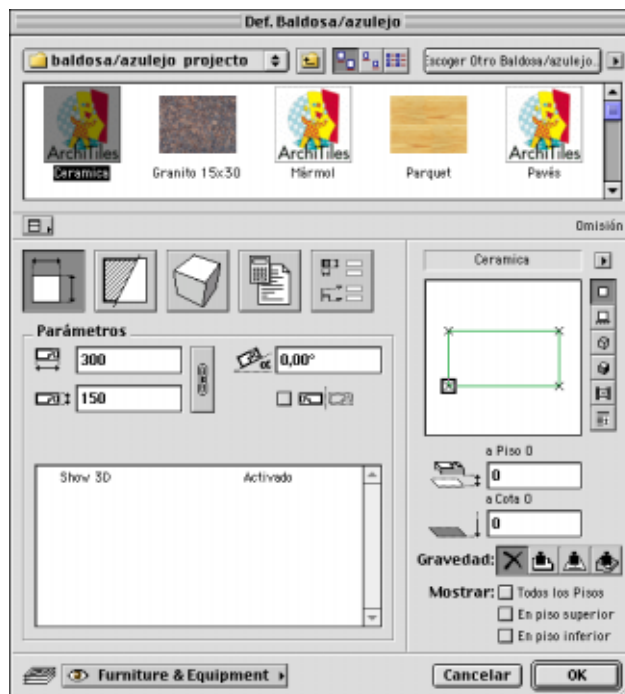 Def. Baldosa/azulejo
baldosa/azulejo projecto
Escoger Otro Baldosa/azulejo..
ArchiTiles
ArchiTiles
ArchiTiles
Ceramica
Granito 15x30
Mármol
Parquet
Pavés
Omisión
Ceramica
Parámetros
300
0,00°
150
a Piso 0
0
a Cota 0
0
Show 3D Activado
Gravedad:
Mostrar: Todos los Pisos
En piso superior
En piso inferior
Furniture & Equipment
Cancelar
OK